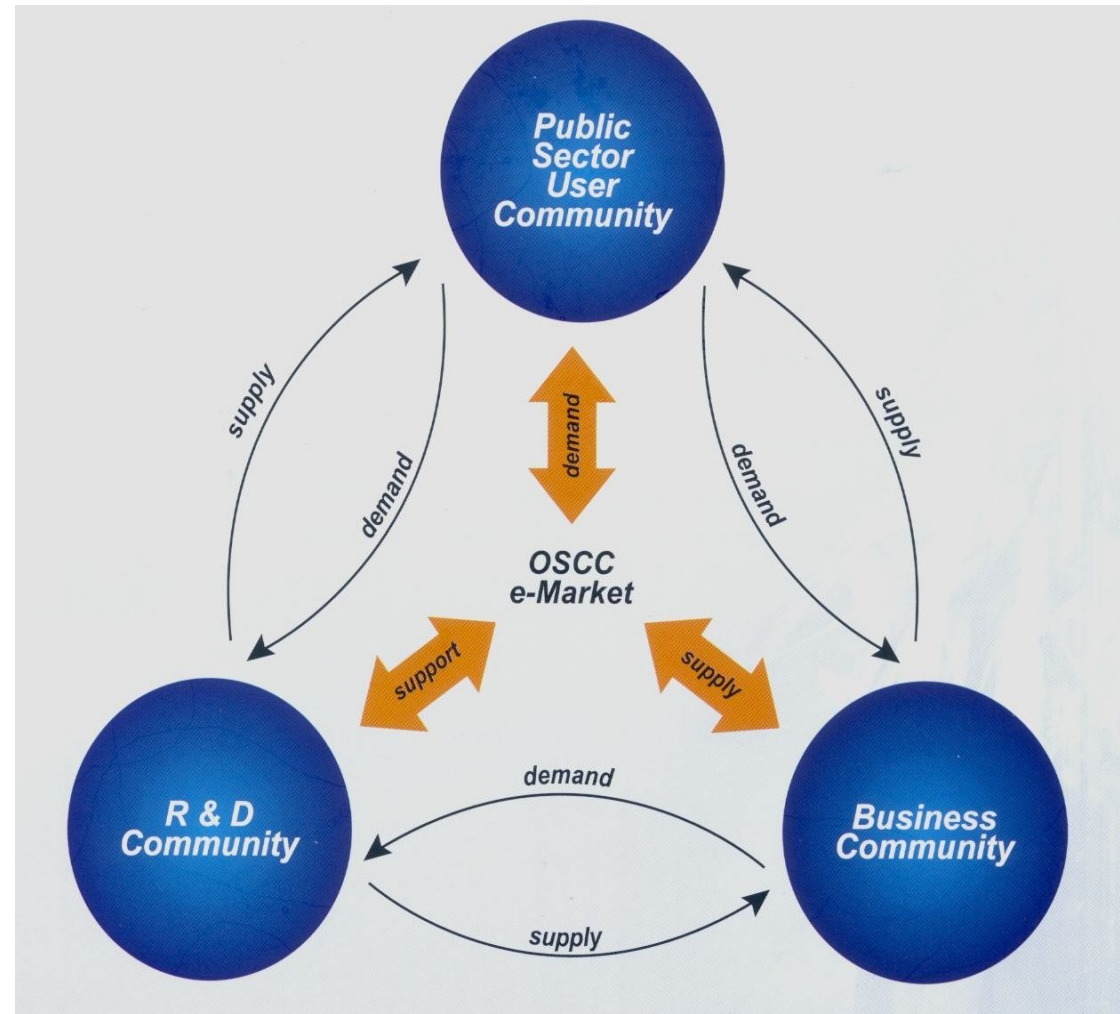 Public
Sector
User
Community
supply
demand
demand
demand
supply
OSCC
e-Market
support
supply
R & D
Community
demand
supply
Business
Community